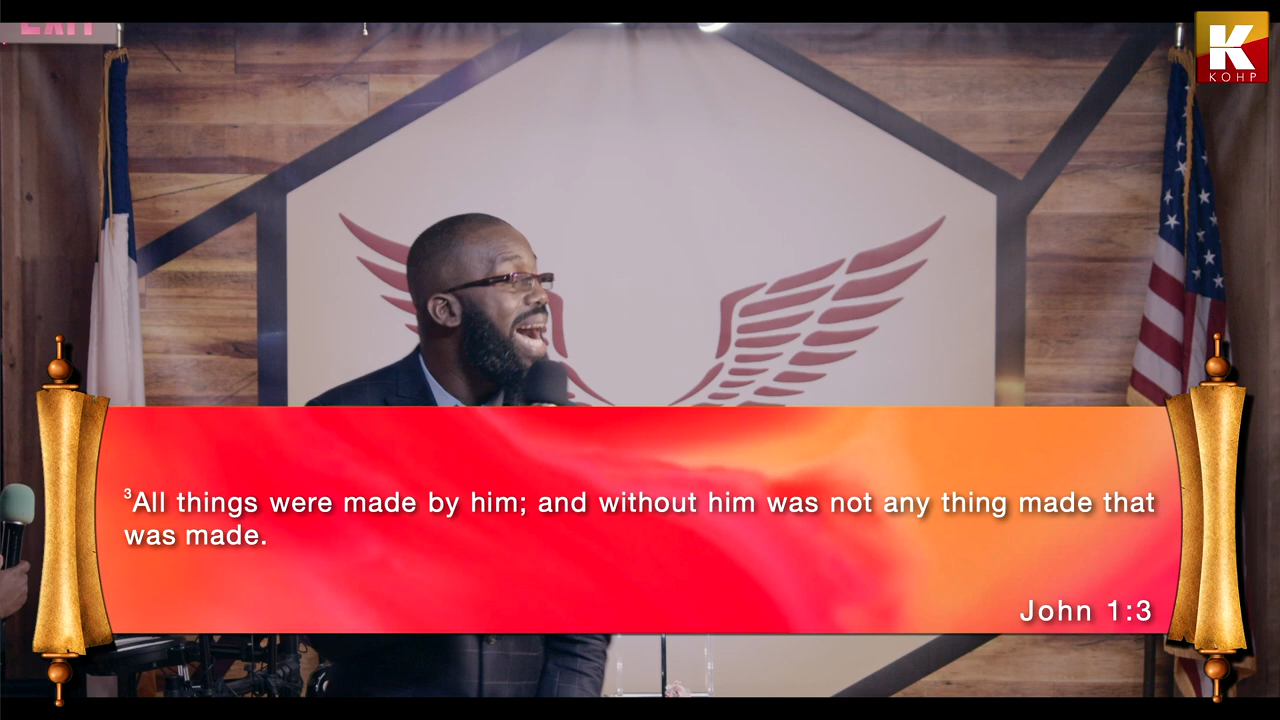 EXIT
K
KOHP
³All things were made by him; and without him was not any thing made that
was made.
John 1:3